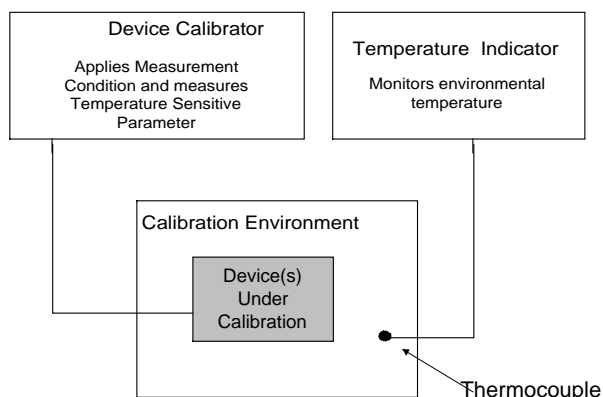 Device Calibrator
Applies Measurement
Condition and measures
Temperature Sensitive
Parameter
Temperature Indicator
Monitors environmental
temperature
Calibration Environment
Device(s)
Under
Calibration
Thermocouple